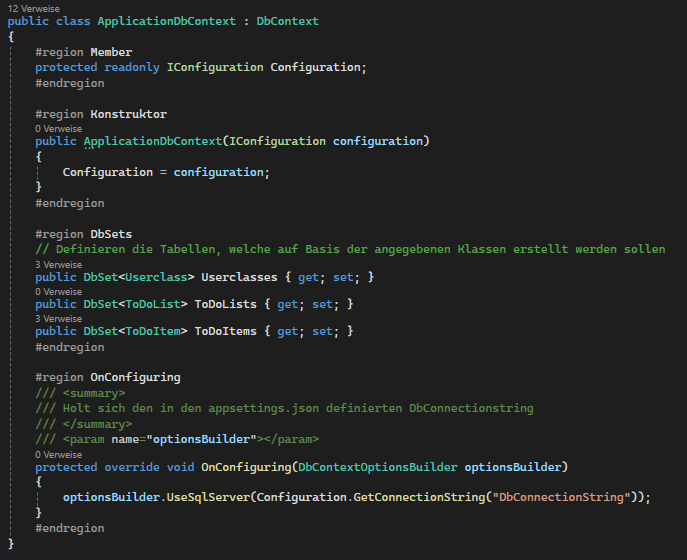 12 Verweise
public class ApplicationDbContext : DbContext
{
#region Member
protected readonly IConfiguration Configuration;
#endregion
#region Konstruktor
0 Verweise
public ApplicationDbContext(IConfiguration configuration)
{
Configuration = configuration;
}
#endregion
#region DbSets
// Definieren die Tabellen, welche auf Basis der angegebenen Klassen erstellt werden sollen
3 Verweise
public DbSet<Userclass> Userclasses { get; set; }
0 Verweise
public DbSet<ToDoList> ToDoLists { get; set; }
3 Verweise
public DbSet<ToDoItem> ToDoItems { get; set; }
#endregion
#region OnConfiguring
/// <summary>
/// Holt sich den in den appsettings.json definierten DbConnectionstring
/// </summary>
/// <param name="optionsBuilder"></param>
0 Verweise
protected override void OnConfiguring(DbContextOptionsBuilder optionsBuilder)
{
optionsBuilder.UseSqlServer(Configuration.GetConnectionString("DbConnectionString"));
}
#endregion
}